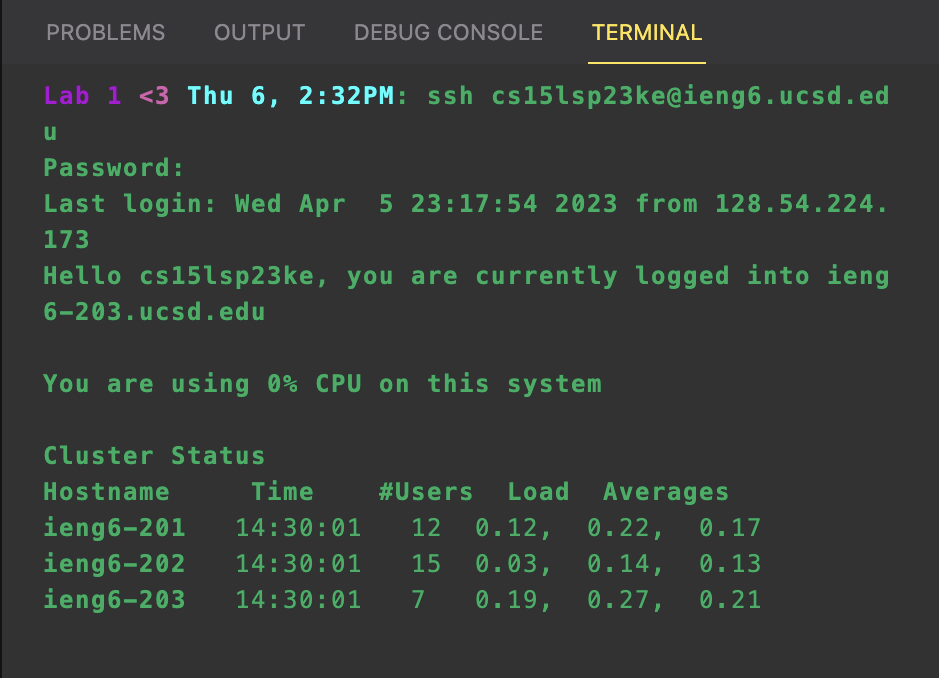 PROBLEMS OUTPUT DEBUG CONSOLE TERMINAL
Lab 1 <3 Thu 6, 2:32PM: ssh cs15lsp23ke@ieng6.ucsd.ed
u
Password:
Last login: Wed Apr  5 23:17:54 2023 from 128.54.224.
173
Hello cs15lsp23ke, you are currently logged into ieng
6-203.ucsd.edu
You are using 0% CPU on this system
Cluster Status
Hostname     Time    #Users  Load  Averages
ieng6-201   14:30:01   12  0.12,  0.22,  0.17
ieng6-202   14:30:01   15  0.03,  0.14,  0.13
ieng6-203   14:30:01   7   0.19,  0.27,  0.21